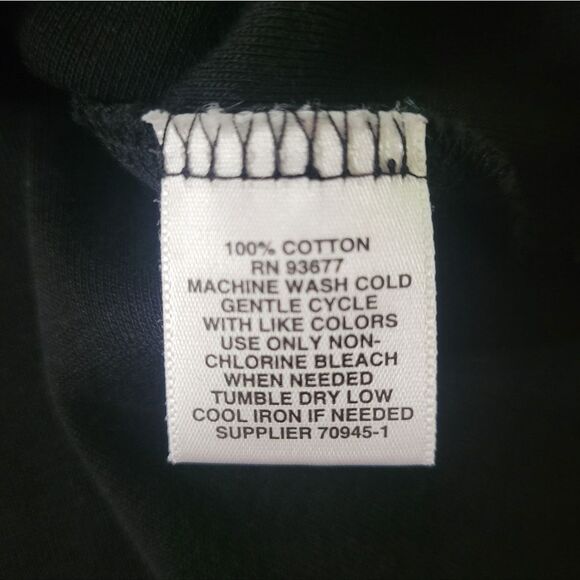 100% COTTON
RN 93677
MACHINE WASH COLD
GENTLE CYCLE
WITH LIKE COLORS
USE ONLY NON-
CHLORINE BLEACH
WHEN NEEDED
TUMBLE DRY LOW
COOL IRON IF NEEDED
SUPPLIER 70945-1